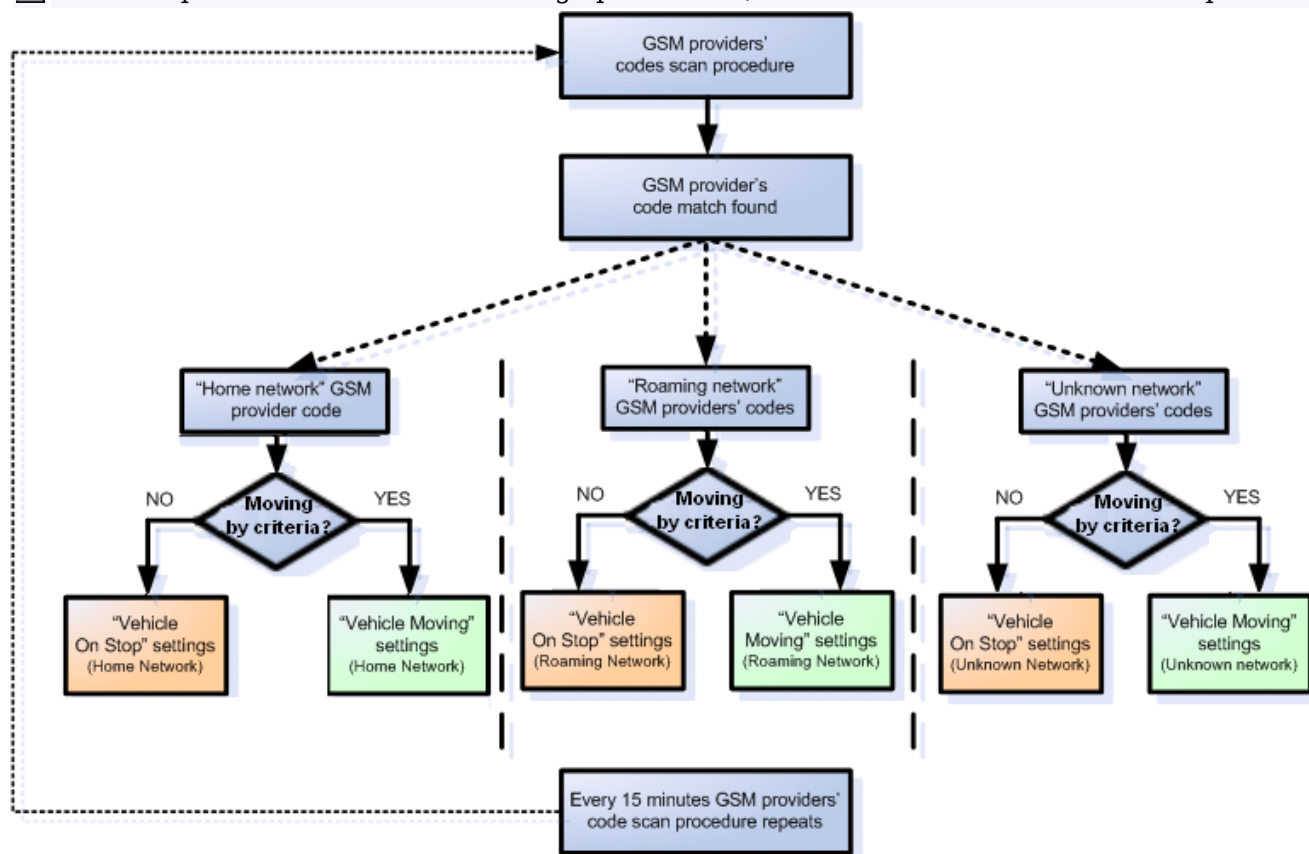 GSM providers'
codes scan procedure
GSM provider's
code match found
"Home network" GSM
provider code
"Roaming network"
GSM providers' codes
"Unknown network"
GSM providers' codes
NO
Moving
by criteria?
YES
NO
Moving
by criteria?
YES
NO
Moving
by criteria?
YES
"Vehicle
On Stop" settings
(Home Network)
"Vehicle Moving"
settings
(Home Network)
"Vehicle
On Stop" settings
(Roaming Network)
"Vehicle
Moving" settings
(Roaming Network)
"Vehicle
On Stop" settings
(Unknown Network)
"Vehicle Moving"
settings
(Unknown network)
Every 15 minutes GSM providers'
code scan procedure repeats